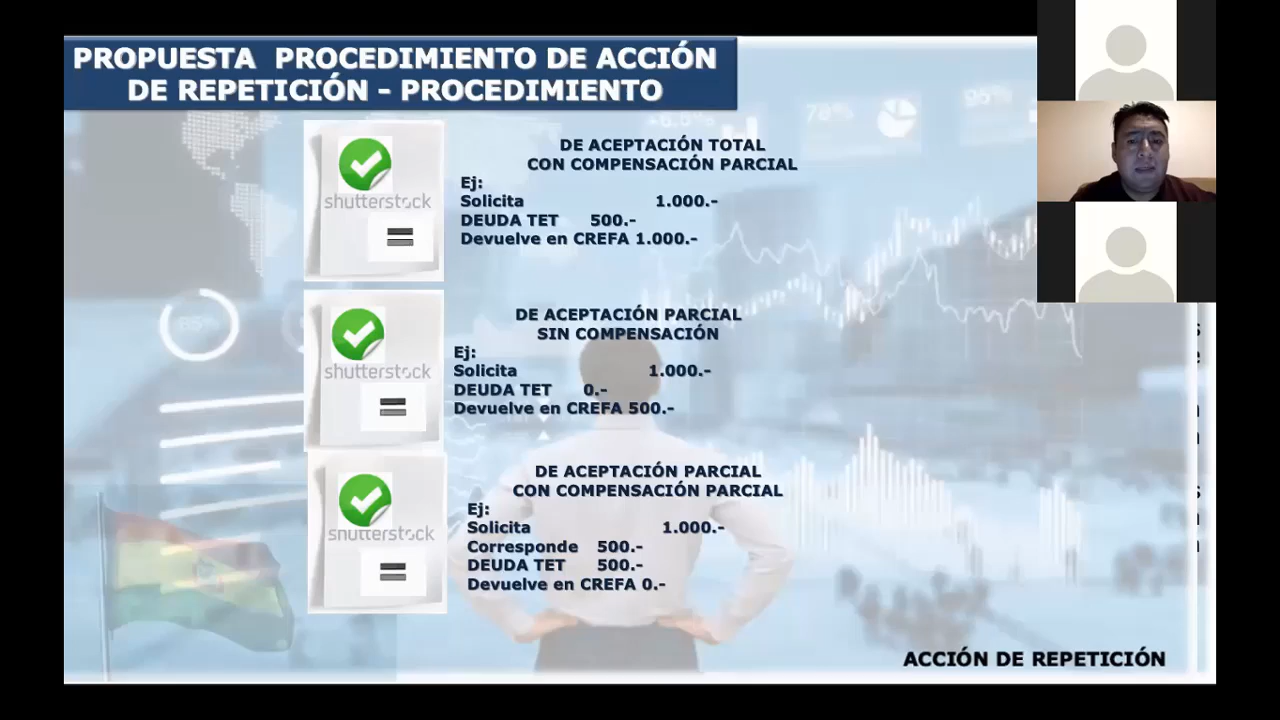 PROPUESTA PROCEDIMIENTO DE ACCIÓN
DE REPETICIÓN - PROCEDIMIENTO
shutterstock
DE ACEPTACIÓN TOTAL
CON COMPENSACIÓN PARCIAL
Ej:
Solicita 1.000.-
DEUDA TET 500.-
Devuelve en CREFA 1.000.-
shutterstock
DE ACEPTACIÓN PARCIAL
SIN COMPENSACIÓN
Ej:
Solicita 1.000.-
DEUDA TET 0.-
Devuelve en CREFA 500.-
shutterstock
DE ACEPTACIÓN PARCIAL
CON COMPENSACIÓN PARCIAL
Ej:
Solicita 1.000.-
Corresponde 500.-
DEUDA TET 500.-
Devuelve en CREFA 0.-
ACCIÓN DE REPETICIÓN